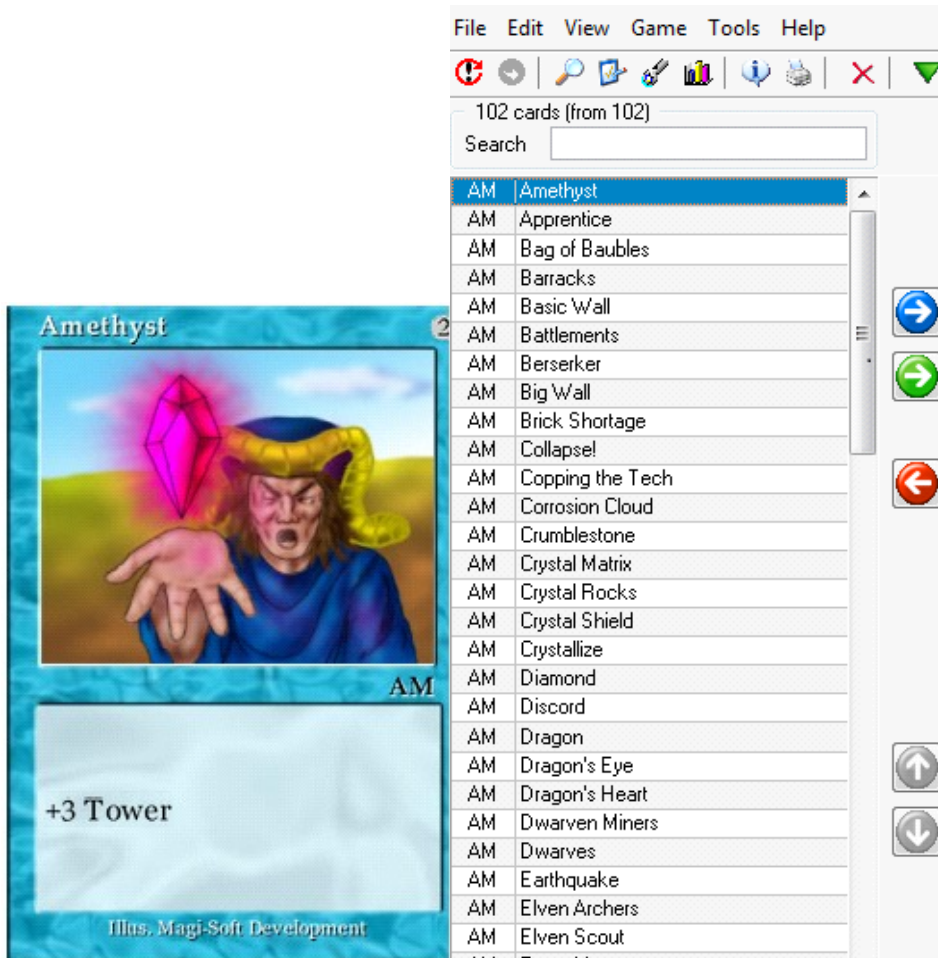 Amethyst 2
AM
+3 Tower
Illus. Magi-Soft Development
File Edit View Game Tools Help
102 cards (from 102)
Search
AM Amethyst
AM Apprentice
AM Bag of Baubles
AM Barracks
AM Basic Wall
AM Battlements
AM Berserker
AM Big Wall
AM Brick Shortage
AM Collapse!
AM Copping the Tech
AM Corrosion Cloud
AM Crumblestone
AM Crystal Matrix
AM Crystal Rocks
AM Crystal Shield
AM Crystallize
AM Diamond
AM Discord
AM Dragon
AM Dragon's Eye
AM Dragon's Heart
AM Dwarven Miners
AM Dwarves
AM Earthquake
AM Elven Archers
AM Elven Scout